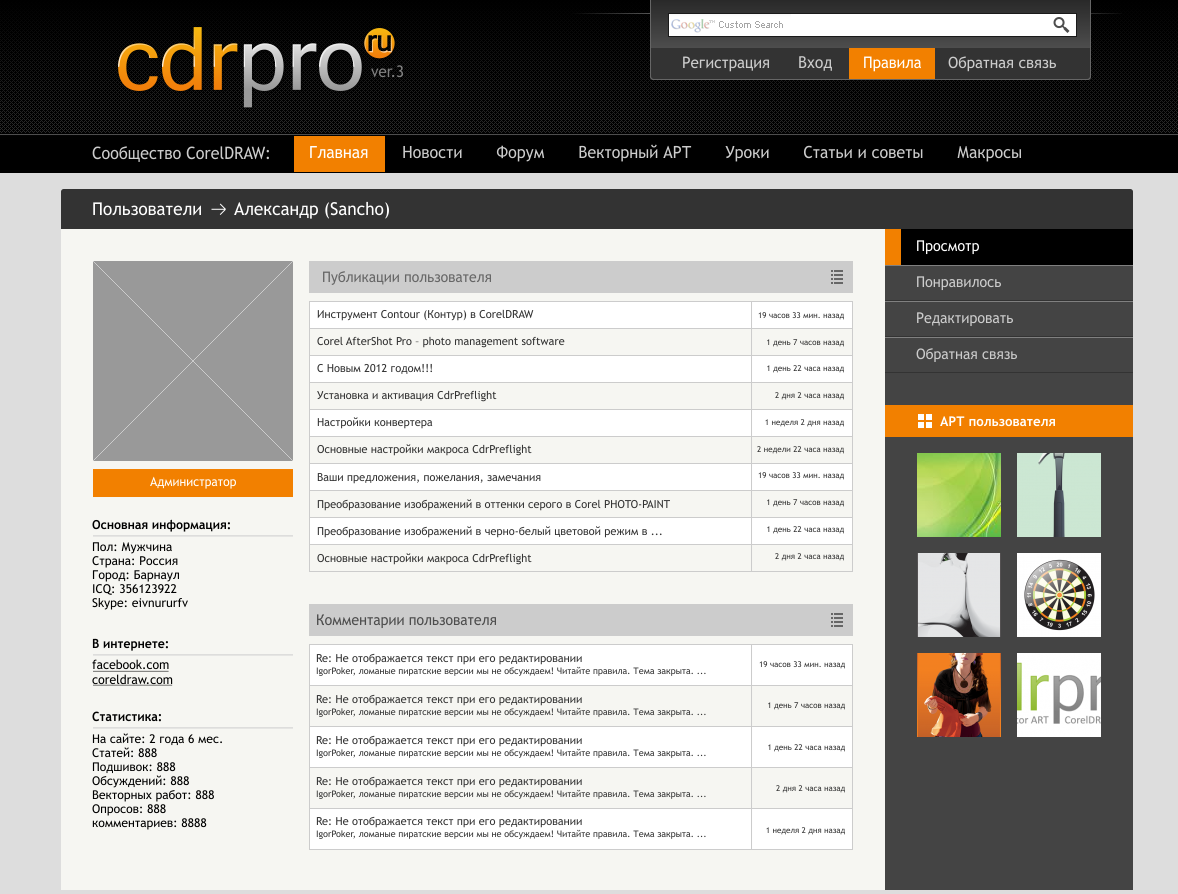 Google™ Custom Search
cdrpro ru
ver.3
Регистрация Вход Правила Обратная связь
Сообщество CorelDRAW: Главная Новости Форум Векторный АРТ Уроки Статьи и советы Макросы
Пользователи → Александр (Sancho)
Администратор
Основная информация:
Пол: Мужчина
Страна: Россия
Город: Барнаул
ICQ: 356123922
Skype: eivnururfv
В интернете:
facebook.com
coreldraw.com
Статистика:
На сайте: 2 года 6 мес.
Статей: 888
Подшивок: 888
Обсуждений: 888
Векторных работ: 888
Опросов: 888
комментариев: 8888
Публикации пользователя
Инструмент Contour (Контур) в CorelDRAW 19 часов 33 мин. назад
Corel AfterShot Pro - photo management software 1 день 7 часов назад
С Новым 2012 годом!!! 1 день 22 часа назад
Установка и активация CdrPreflight 2 дня 2 часа назад
Настройки конвертера 1 неделя 2 дня назад
Основные настройки макроса CdrPreflight 2 недели 22 часа назад
Ваши предложения, пожелания, замечания 19 часов 33 мин. назад
Преобразование изображений в оттенки серого в Corel PHOTO-PAINT 1 день 7 часов назад
Преобразование изображений в черно-белый цветовой режим в ... 1 день 22 часа назад
Основные настройки макроса CdrPreflight 2 дня 2 часа назад
Комментарии пользователя
Re: Не отображается текст при его редактировании
IgorPoker, ломаные пиратские версии мы не обсуждаем! Читайте правила. Тема закрыта. ... 19 часов 33 мин. назад
Re: Не отображается текст при его редактировании
IgorPoker, ломаные пиратские версии мы не обсуждаем! Читайте правила. Тема закрыта. ... 1 день 7 часов назад
Re: Не отображается текст при его редактировании
IgorPoker, ломаные пиратские версии мы не обсуждаем! Читайте правила. Тема закрыта. ... 1 день 22 часа назад
Re: Не отображается текст при его редактировании
IgorPoker, ломаные пиратские версии мы не обсуждаем! Читайте правила. Тема закрыта. ... 2 дня 2 часа назад
Re: Не отображается текст при его редактировании
IgorPoker, ломаные пиратские версии мы не обсуждаем! Читайте правила. Тема закрыта. ... 1 неделя 2 дня назад
Просмотр
Понравилось
Редактировать
Обратная связь
АРТ пользователя
drpr
tor ART CorelDR